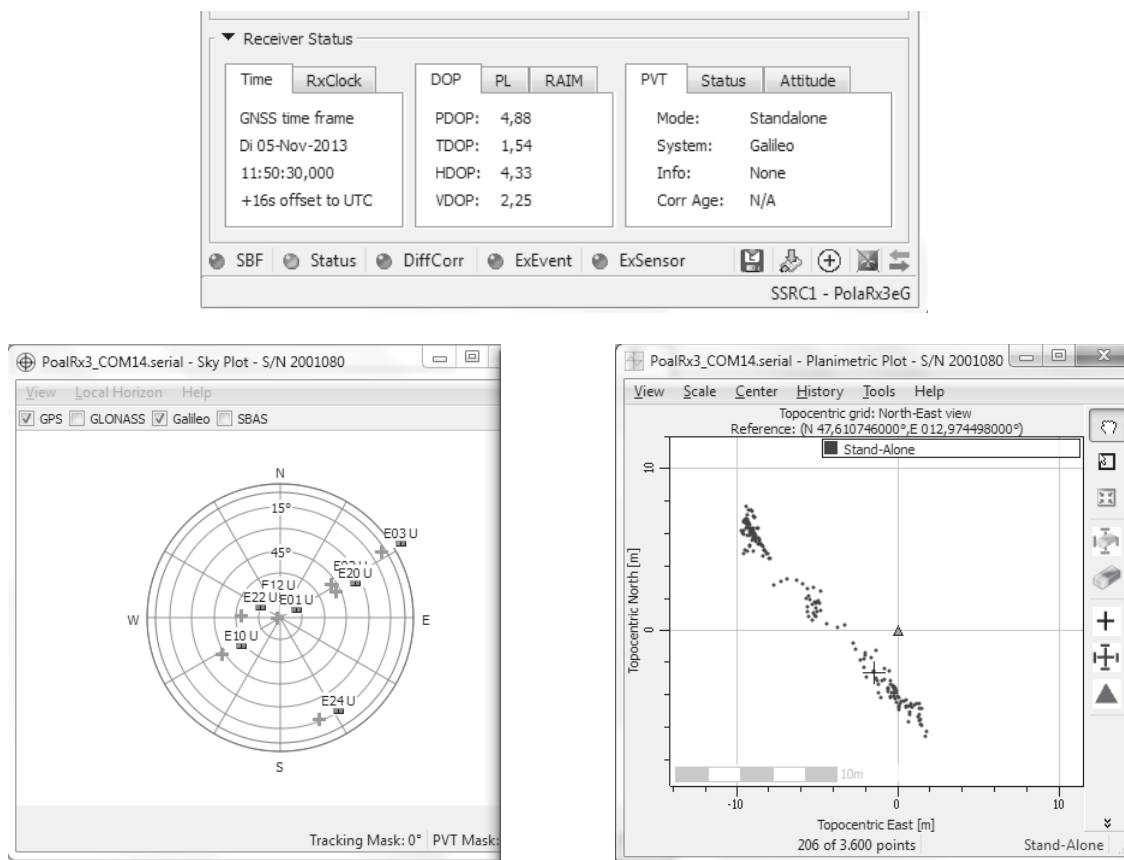 Receiver Status
Time RxClock
GNSS time frame
Di 05-Nov-2013
11:50:30,000
+16s offset to UTC
DOP PL RAIM
PDOP: 4,88
TDOP: 1,54
HDOP: 4,33
VDOP: 2,25
PVT Status Attitude
Mode: Standalone
System: Galileo
Info: None
Corr Age: N/A
SBF Status DiffCorr ExEvent ExSensor
SSRC1 - PolaRx3eG
PoalRx3_COM14.serial - Sky Plot - S/N 2001080
View Local Horizon Help
GPS GLONASS Galileo SBAS
N
15°
E03 U
45°
E20 U
E12 U
E22 U E01 U
W E
E10 U
E24 U
S
Tracking Mask: 0° PVT Mask:
PoalRx3_COM14.serial - Planimetric Plot - S/N 2001080
View Scale Center History Tools Help
Topocentric grid: North-East view
Reference: (N 47,610746000°,E 012,974498000°)
Stand-Alone
10
0
Topocentric North [m]
10m
-10 0 10
Topocentric East [m]
206 of 3.600 points Stand-Alone